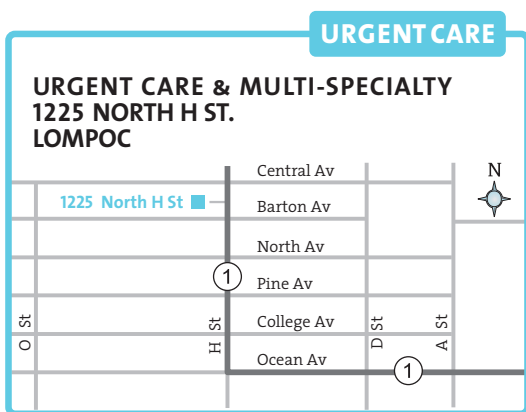 URGENT CARE
URGENT CARE & MULTI-SPECIALTY
1225 NORTH H ST.
LOMPOC
Central Av
N
1225 North H St
Barton Av
North Av
1
Pine Av
O St
H St
College Av
D St
A St
Ocean Av
1